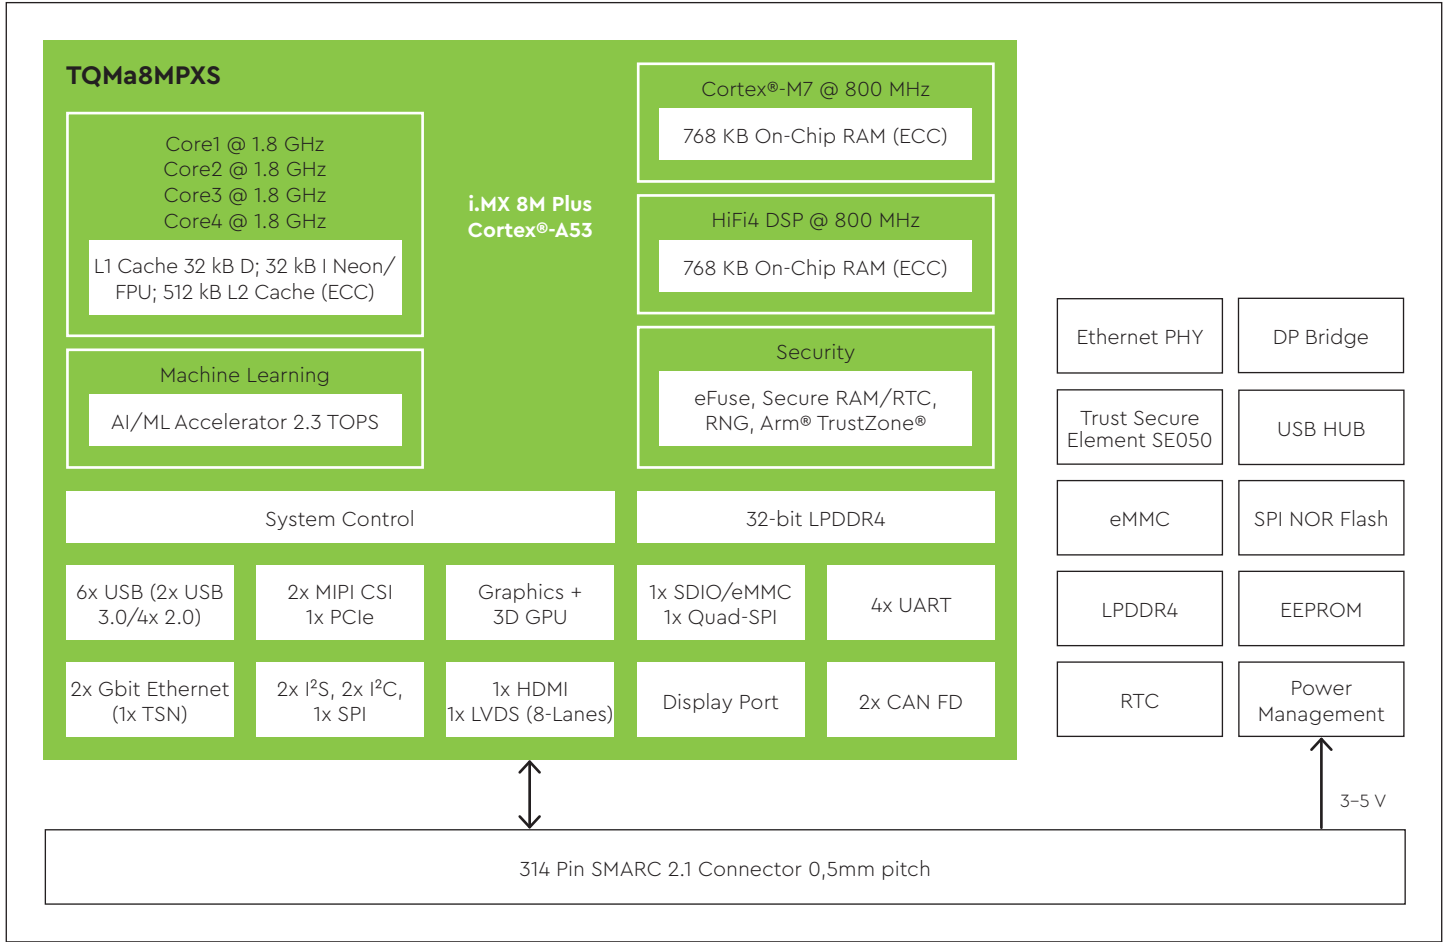 TQMa8MPXS
Core1 @ 1.8 GHz
Core2 @ 1.8 GHz
Core3 @ 1.8 GHz
Core4 @ 1.8 GHz
L1 Cache 32 kB D; 32 kB I Neon/
FPU; 512 kB L2 Cache (ECC)
Machine Learning
AI/ML Accelerator 2.3 TOPS
i.MX 8M Plus
Cortex®-A53
Cortex®-M7 @ 800 MHz
768 KB On-Chip RAM (ECC)
HiFi4 DSP @ 800 MHz
768 KB On-Chip RAM (ECC)
Security
eFuse, Secure RAM/RTC,
RNG, Arm® TrustZone®
System Control
32-bit LPDDR4
6x USB (2x USB
3.0/4x 2.0)
2x MIPI CSI
1x PCIe
Graphics +
3D GPU
1x SDIO/eMMC
1x Quad-SPI
4x UART
2x Gbit Ethernet
(1x TSN)
2x I²S, 2x I²C,
1x SPI
1x HDMI
1x LVDS (8-Lanes)
Display Port
2x CAN FD
Ethernet PHY
DP Bridge
Trust Secure
Element SE050
USB HUB
eMMC
SPI NOR Flash
LPDDR4
EEPROM
RTC
Power
Management
3–5 V
314 Pin SMARC 2.1 Connector 0,5mm pitch